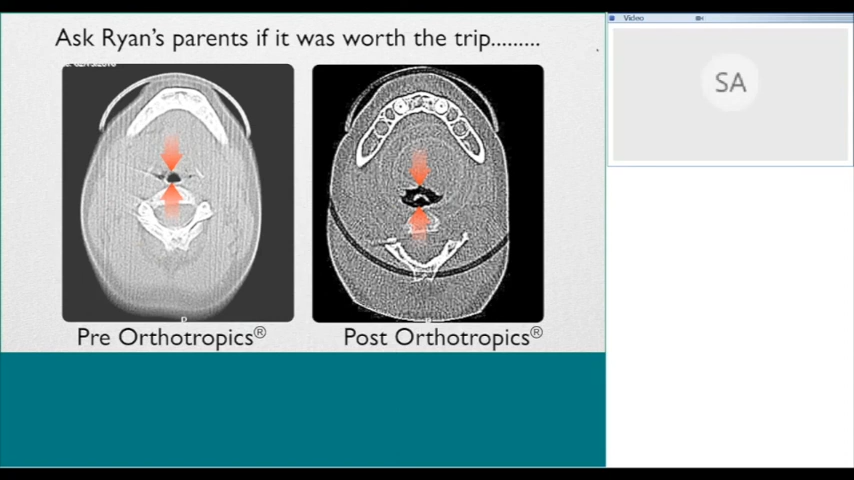 Ask Ryan's parents if it was worth the trip.........
Video
SA
Pre Orthotropics®
Post Orthotropics®